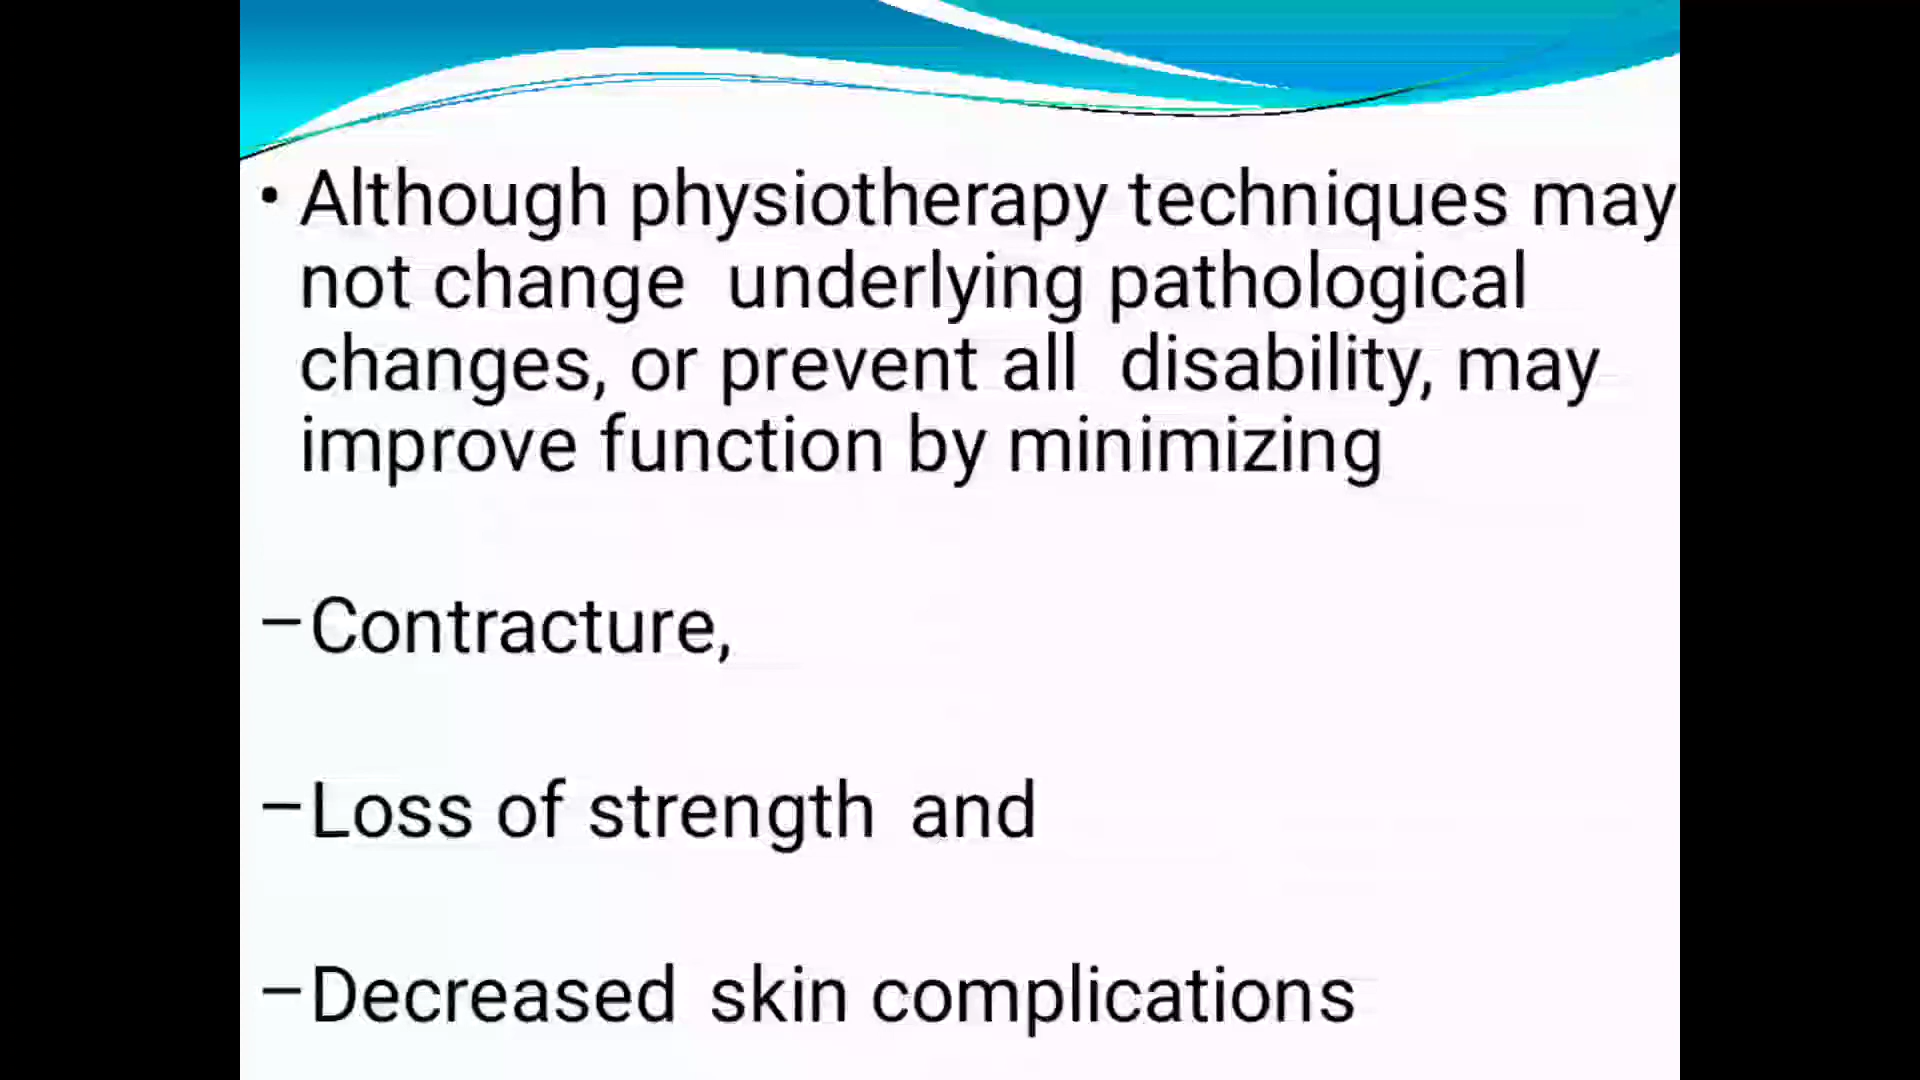 • Although physiotherapy techniques may
not change underlying pathological
changes, or prevent all disability, may
improve function by minimizing
–Contracture,
–Loss of strength and
–Decreased skin complications